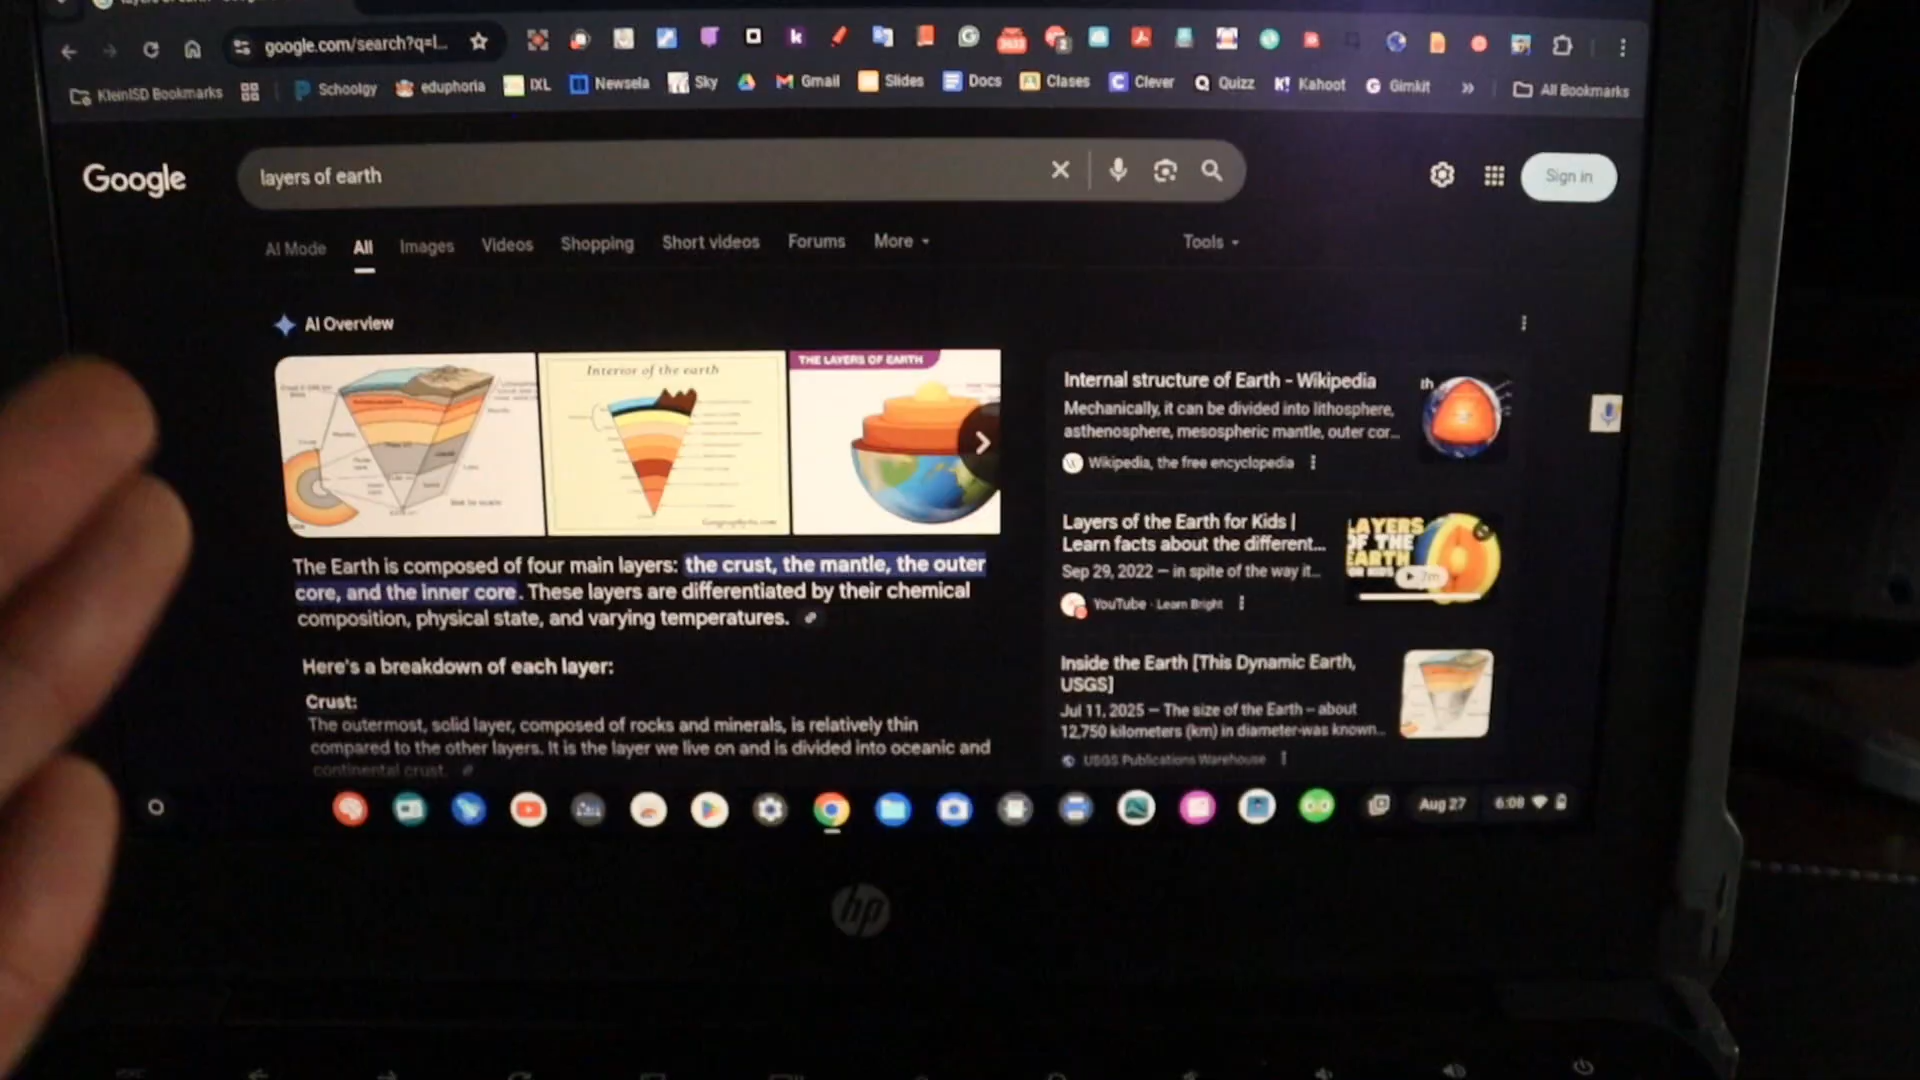 google.com/search?q=l...
KleinISD Bookmarks
Schoolgy
eduphoria
IXL
Newsela
Sky
Gmail
Slides
Docs
Clases
Clever
Quizz
Kahoot
Gimkit
»
All Bookmarks
Google
layers of earth
Sign in
AI Mode
All
Images
Videos
Shopping
Short videos
Forums
More
Tools
AI Overview
Interior of the earth
THE LAYERS OF EARTH
The Earth is composed of four main layers: the crust, the mantle, the outer
core, and the inner core. These layers are differentiated by their chemical
composition, physical state, and varying temperatures.
Here's a breakdown of each layer:
Crust:
The outermost, solid layer, composed of rocks and minerals, is relatively thin
compared to the other layers. It is the layer we live on and is divided into oceanic and
continental crust.
Internal structure of Earth - Wikipedia
Mechanically, it can be divided into lithosphere,
asthenosphere, mesospheric mantle, outer cor...
Wikipedia, the free encyclopedia
th
Layers of the Earth for Kids |
Learn facts about the different...
Sep 29, 2022 — in spite of the way it...
YouTube · Learn Bright
LAYERS
OF THE
EARTH
FOR KIDS
7m
Inside the Earth [This Dynamic Earth,
USGS]
Jul 11, 2025 — The size of the Earth -- about
12,750 kilometers (km) in diameter-was known...
USGS Publications Warehouse
Aug 27
6:08
hp